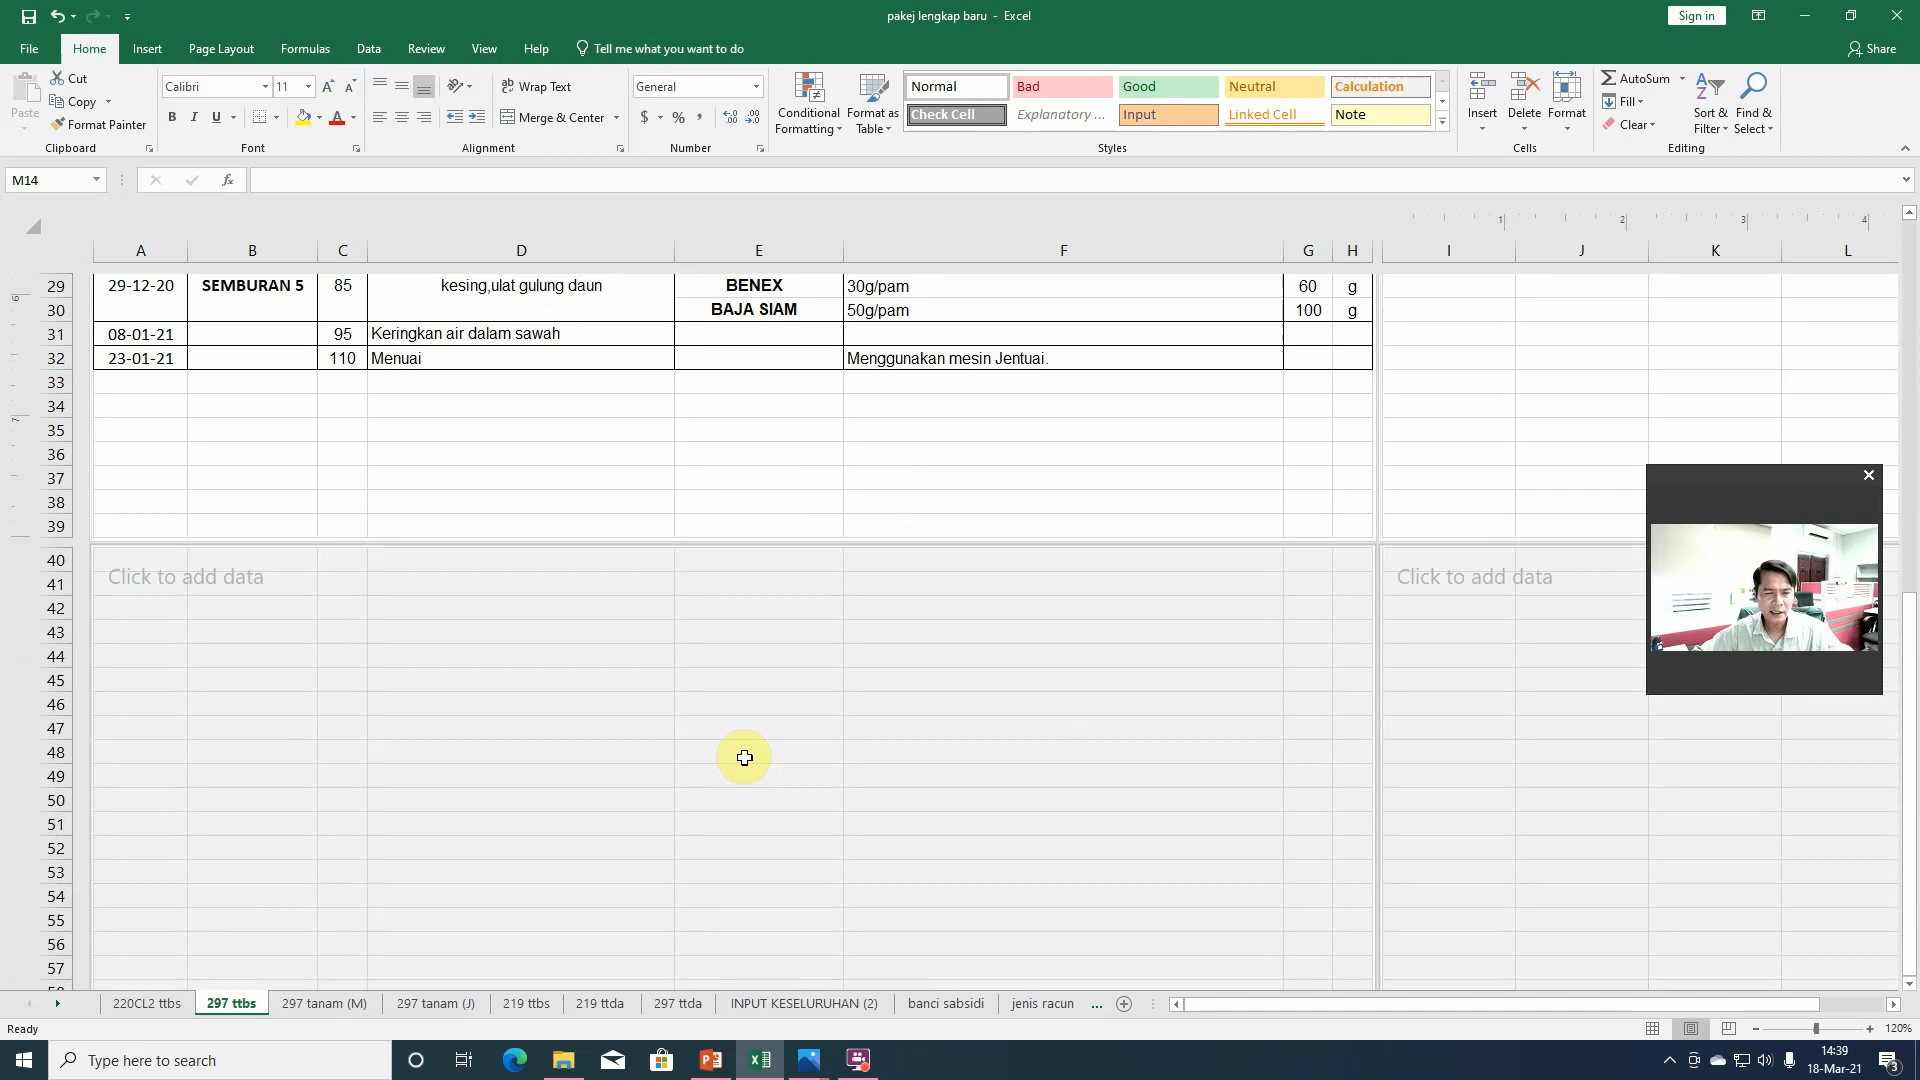 pakej lengkap baru - Excel
Sign in
File Home Insert Page Layout Formulas Data Review View Help Tell me what you want to do Share
Paste Cut Copy Format Painter Clipboard
Calibri 11 A A B I U A Font
Wrap Text Merge & Center Alignment
General $ % , Number
Conditional Formatting Format as Table
Normal Bad Good Neutral Calculation
Check Cell Explanatory ... Input Linked Cell Note
Styles
Insert Delete Format Cells
AutoSum Fill Clear Sort & Filter Find & Select Editing
M14 fx
1 2 3 4
A B C D E F G H I J K L
29 29-12-20 SEMBURAN 5 85 kesing,ulat gulung daun BENEX 30g/pam 60 g
30 BAJA SIAM 50g/pam 100 g
31 08-01-21 95 Keringkan air dalam sawah
32 23-01-21 110 Menuai Menggunakan mesin Jentuai.
33
34
35
36
37
38
39
40
41 Click to add data Click to add data
42
43
44
45
46
47
48
49
50
51
52
53
54
55
56
57
220CL2 ttbs 297 ttbs 297 tanam (M) 297 tanam (J) 219 ttbs 219 ttda 297 ttda INPUT KESELURUHAN (2) banci sabsidi jenis racun ...
Ready 120%
Type here to search
14:39
18-Mar-21
3